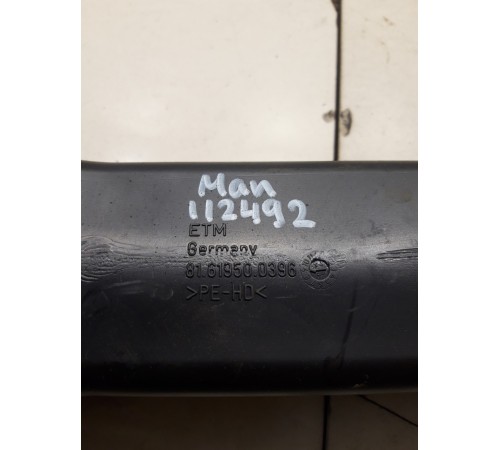 Man
112492
ETM
Germany
81.61950.0396
>PE-HD<